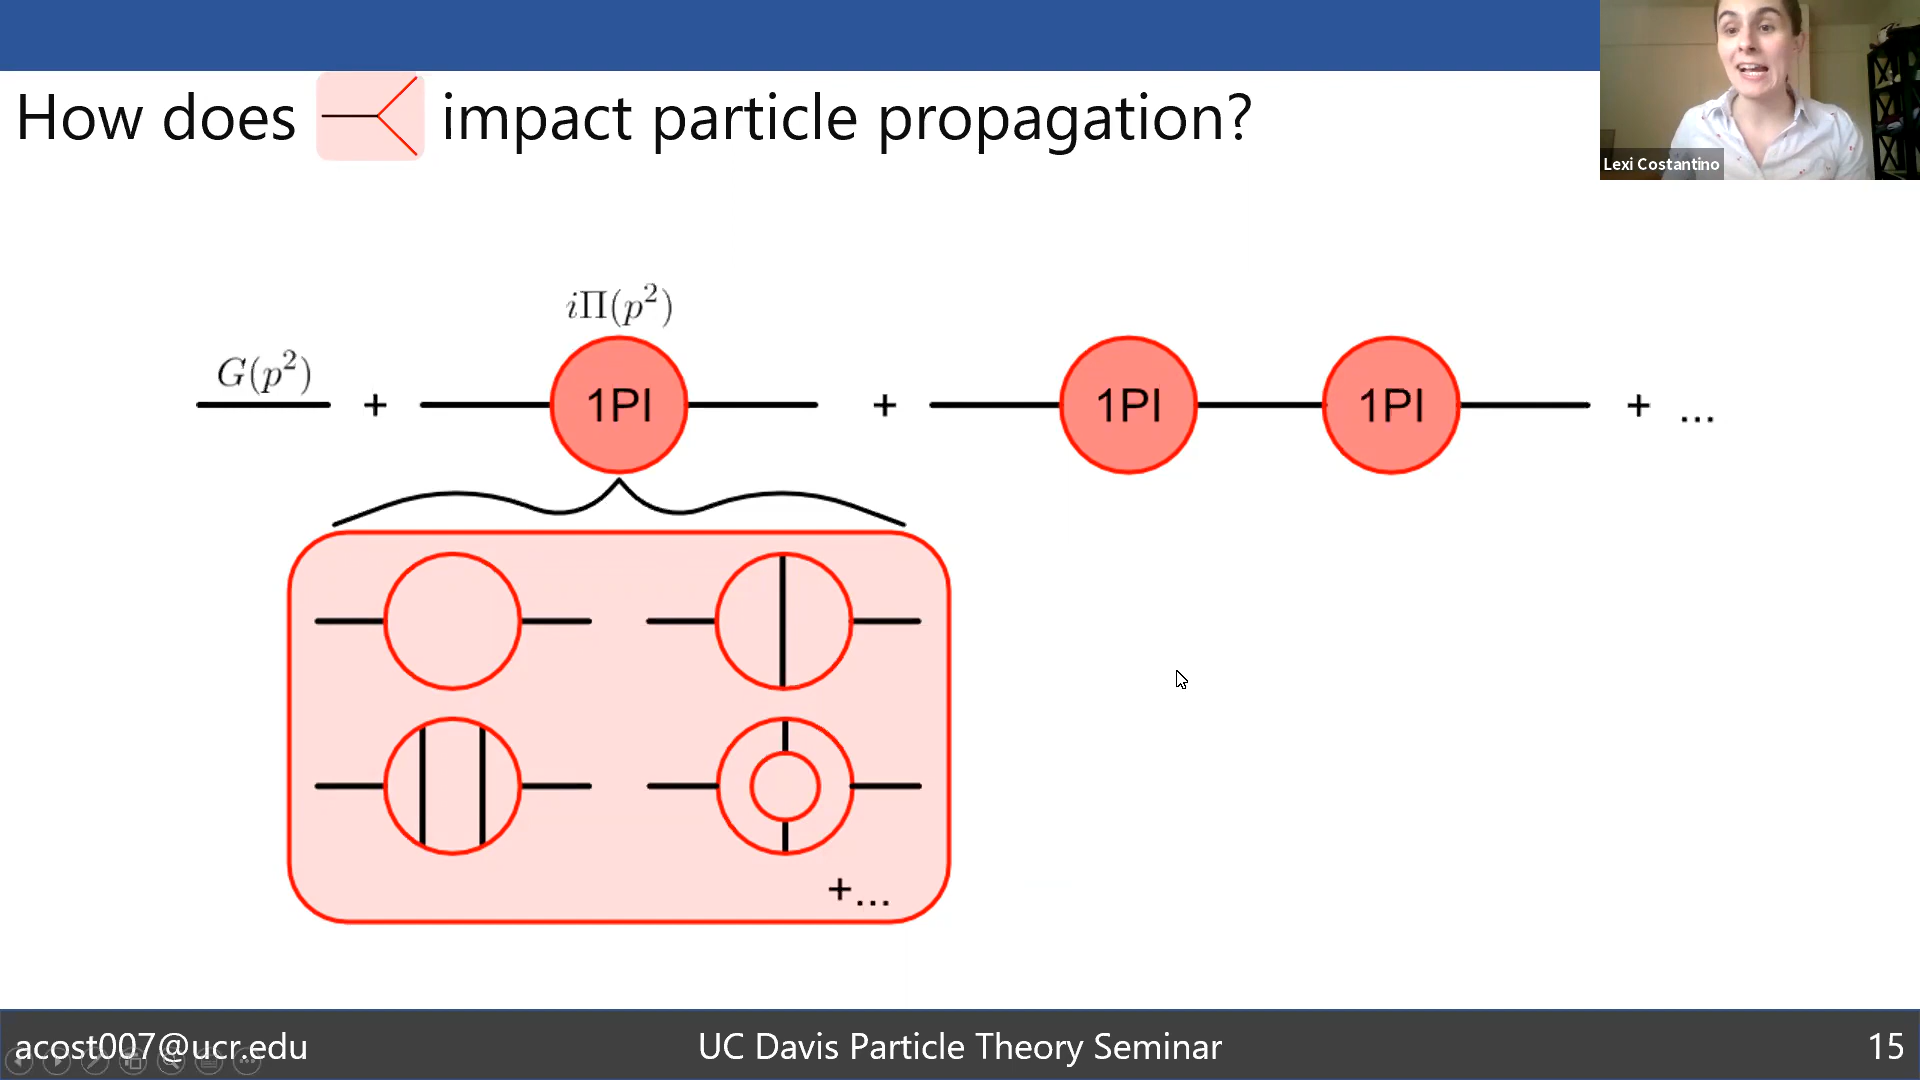 How does impact particle propagation?
Lexi Costantino
iΠ(p²)
G(p²)
+ 1PI + 1PI 1PI + ...
+...
acost007@ucr.edu UC Davis Particle Theory Seminar 15